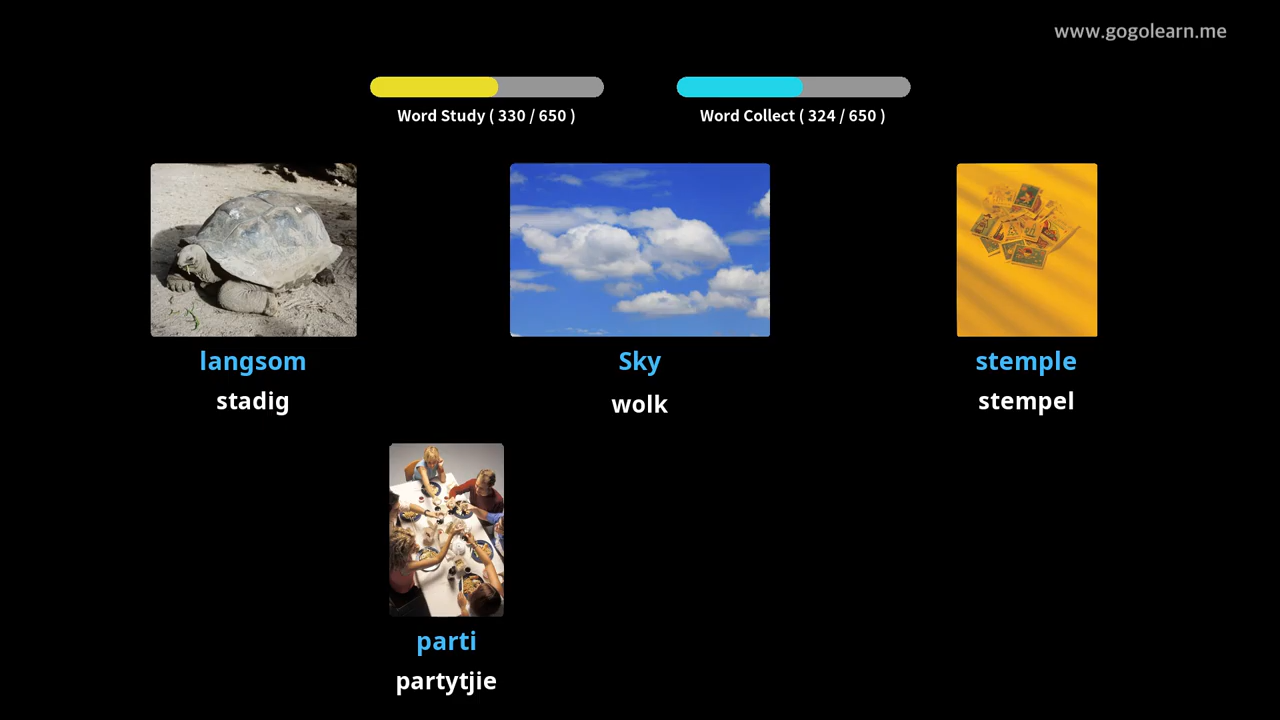 www.gogolearn.me
Word Study ( 330 / 650 )
Word Collect ( 324 / 650 )
langsom
stadig
Sky
wolk
stemple
stempel
parti
partytjie